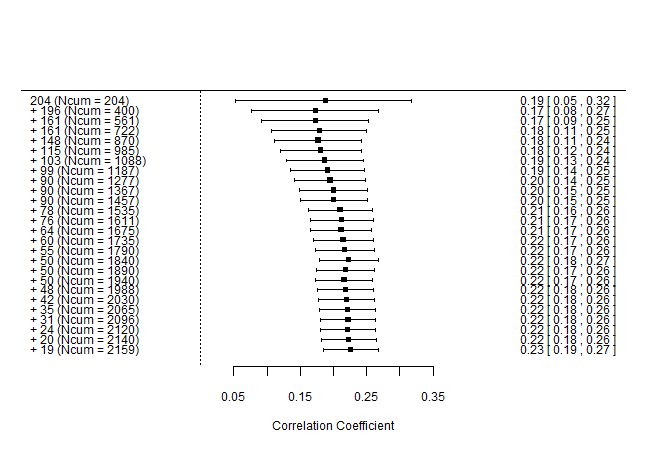 204 (Ncum = 204) 0.19 [ 0.05 , 0.32 ]
+ 196 (Ncum = 400) 0.17 [ 0.08 , 0.27 ]
+ 161 (Ncum = 561) 0.17 [ 0.09 , 0.25 ]
+ 161 (Ncum = 722) 0.18 [ 0.11 , 0.25 ]
+ 148 (Ncum = 870) 0.18 [ 0.11 , 0.24 ]
+ 115 (Ncum = 985) 0.18 [ 0.12 , 0.24 ]
+ 103 (Ncum = 1088) 0.19 [ 0.13 , 0.24 ]
+ 99 (Ncum = 1187) 0.19 [ 0.14 , 0.25 ]
+ 90 (Ncum = 1277) 0.20 [ 0.14 , 0.25 ]
+ 90 (Ncum = 1367) 0.20 [ 0.15 , 0.25 ]
+ 90 (Ncum = 1457) 0.20 [ 0.15 , 0.25 ]
+ 78 (Ncum = 1535) 0.21 [ 0.16 , 0.26 ]
+ 76 (Ncum = 1611) 0.21 [ 0.17 , 0.26 ]
+ 64 (Ncum = 1675) 0.21 [ 0.17 , 0.26 ]
+ 60 (Ncum = 1735) 0.22 [ 0.17 , 0.26 ]
+ 55 (Ncum = 1790) 0.22 [ 0.17 , 0.26 ]
+ 50 (Ncum = 1840) 0.22 [ 0.18 , 0.27 ]
+ 50 (Ncum = 1890) 0.22 [ 0.17 , 0.26 ]
+ 50 (Ncum = 1940) 0.22 [ 0.17 , 0.26 ]
+ 48 (Ncum = 1988) 0.22 [ 0.18 , 0.26 ]
+ 42 (Ncum = 2030) 0.22 [ 0.18 , 0.26 ]
+ 35 (Ncum = 2065) 0.22 [ 0.18 , 0.26 ]
+ 31 (Ncum = 2096) 0.22 [ 0.18 , 0.26 ]
+ 24 (Ncum = 2120) 0.22 [ 0.18 , 0.26 ]
+ 20 (Ncum = 2140) 0.22 [ 0.18 , 0.26 ]
+ 19 (Ncum = 2159) 0.23 [ 0.19 , 0.27 ]
0.05 0.15 0.25 0.35
Correlation Coefficient